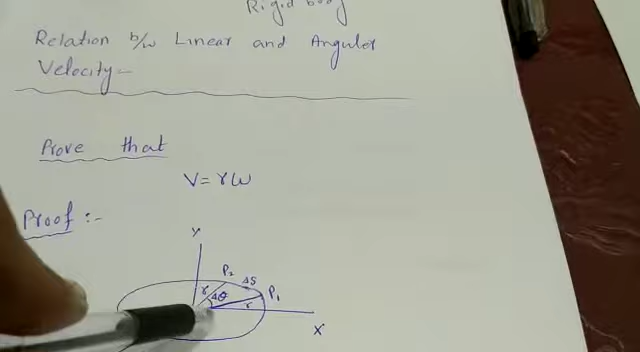 Rigid body
Relation b/w Linear and Angular
Velocity:-
Prove that
V = rω
Proof :-
Y
P₂
ΔS
r
Δθ
P₁
r
X